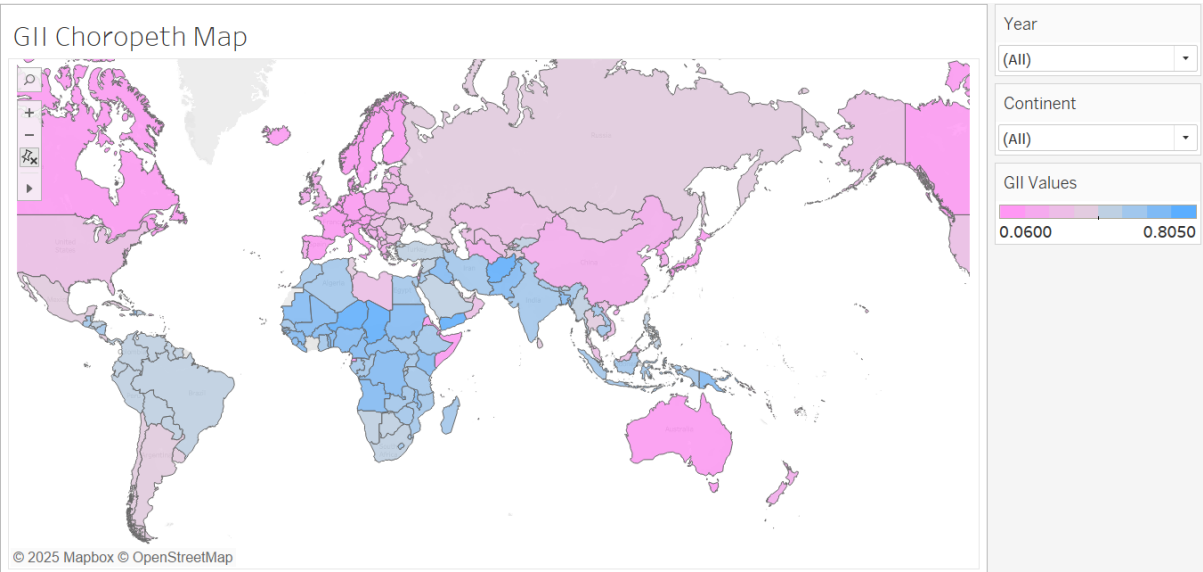 GII Choropeth Map
Year
(All)
Continent
(All)
GII Values
0.0600 0.8050
© 2025 Mapbox © OpenStreetMap